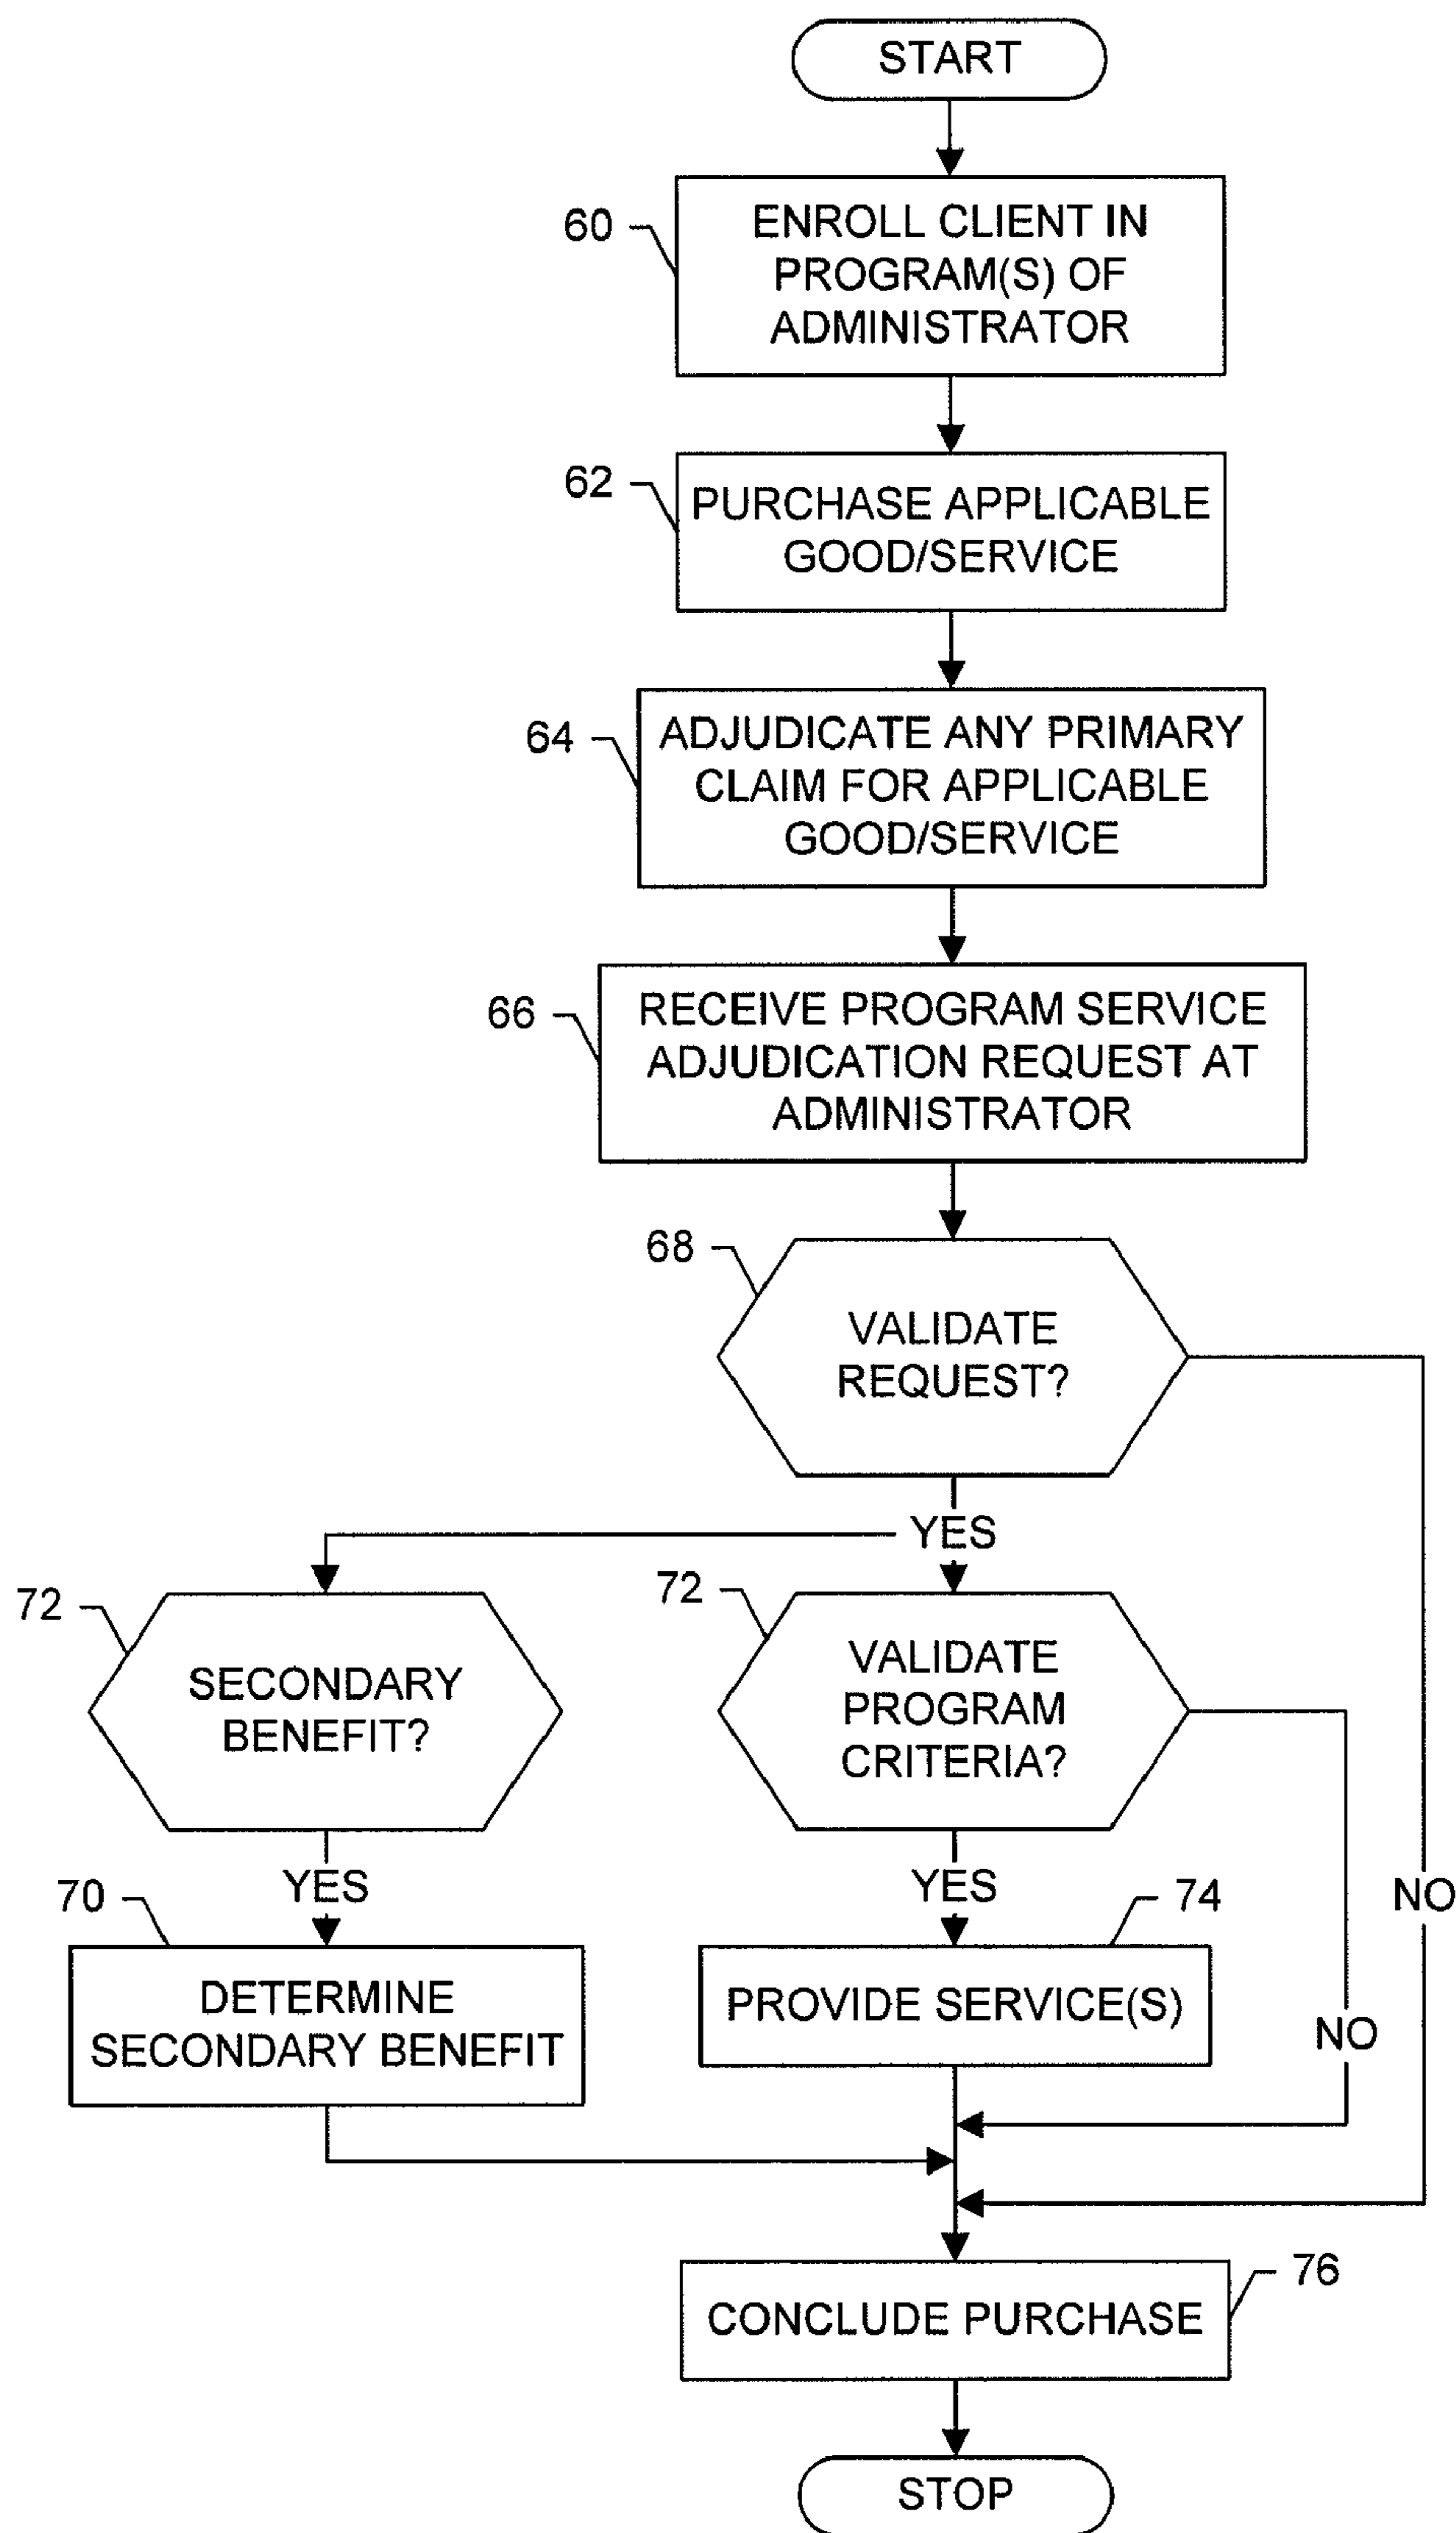 START
60
ENROLL CLIENT IN
PROGRAM(S) OF
ADMINISTRATOR
62
PURCHASE APPLICABLE
GOOD/SERVICE
64
ADJUDICATE ANY PRIMARY
CLAIM FOR APPLICABLE
GOOD/SERVICE
66
RECEIVE PROGRAM SERVICE
ADJUDICATION REQUEST AT
ADMINISTRATOR
68
VALIDATE
REQUEST?
YES
72
SECONDARY
BENEFIT?
72
VALIDATE
PROGRAM
CRITERIA?
YES
YES
NO
70
DETERMINE
SECONDARY BENEFIT
74
PROVIDE SERVICE(S)
NO
76
CONCLUDE PURCHASE
STOP